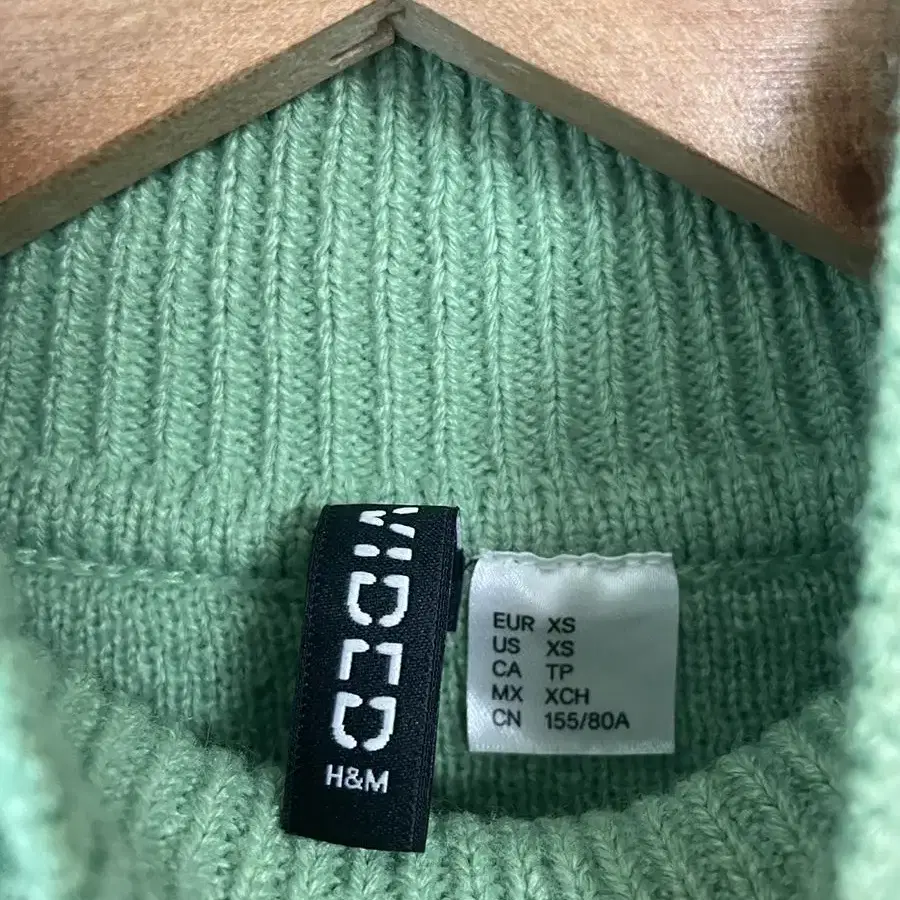 DIVIDED
H&M
EUR XS
US XS
CA TP
MX XCH
CN 155/80A